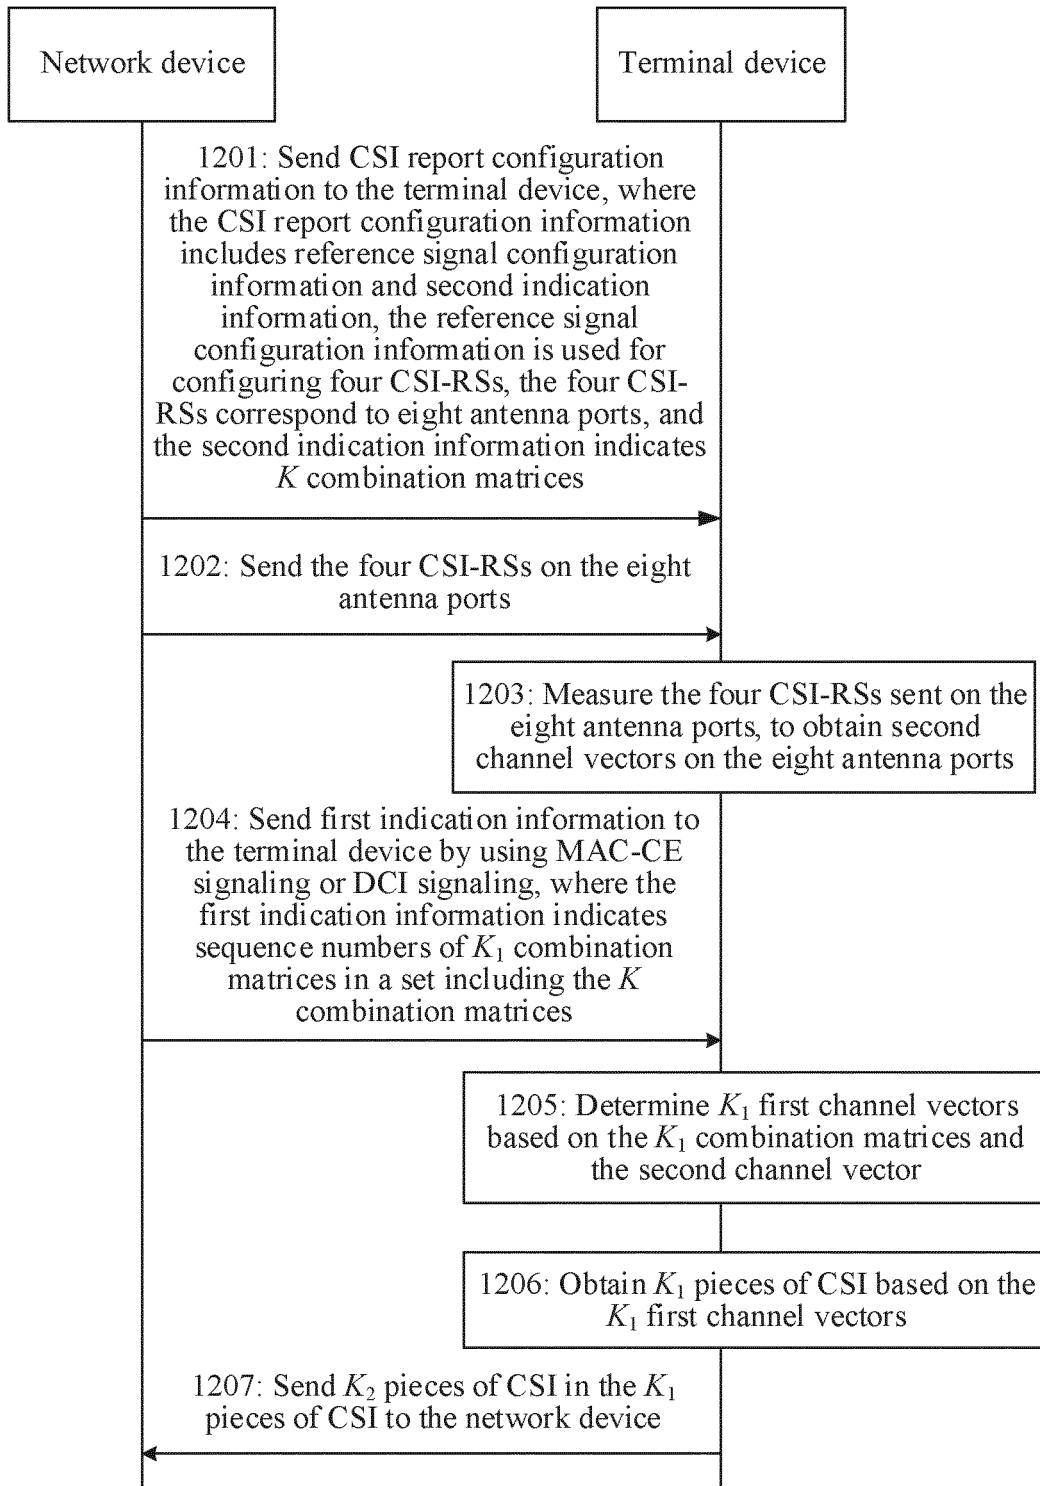 Network device
Terminal device
1201: Send CSI report configuration
information to the terminal device, where
the CSI report configuration information
includes reference signal configuration
information and second indication
information, the reference signal
configuration information is used for
configuring four CSI-RSs, the four CSI-
RSs correspond to eight antenna ports, and
the second indication information indicates
K combination matrices
1202: Send the four CSI-RSs on the eight
antenna ports
1203: Measure the four CSI-RSs sent on the
eight antenna ports, to obtain second
channel vectors on the eight antenna ports
1204: Send first indication information to
the terminal device by using MAC-CE
signaling or DCI signaling, where the
first indication information indicates
sequence numbers of K₁ combination
matrices in a set including the K
combination matrices
1205: Determine K₁ first channel vectors
based on the K₁ combination matrices and
the second channel vector
1206: Obtain K₁ pieces of CSI based on the
K₁ first channel vectors
1207: Send K₂ pieces of CSI in the K₁
pieces of CSI to the network device